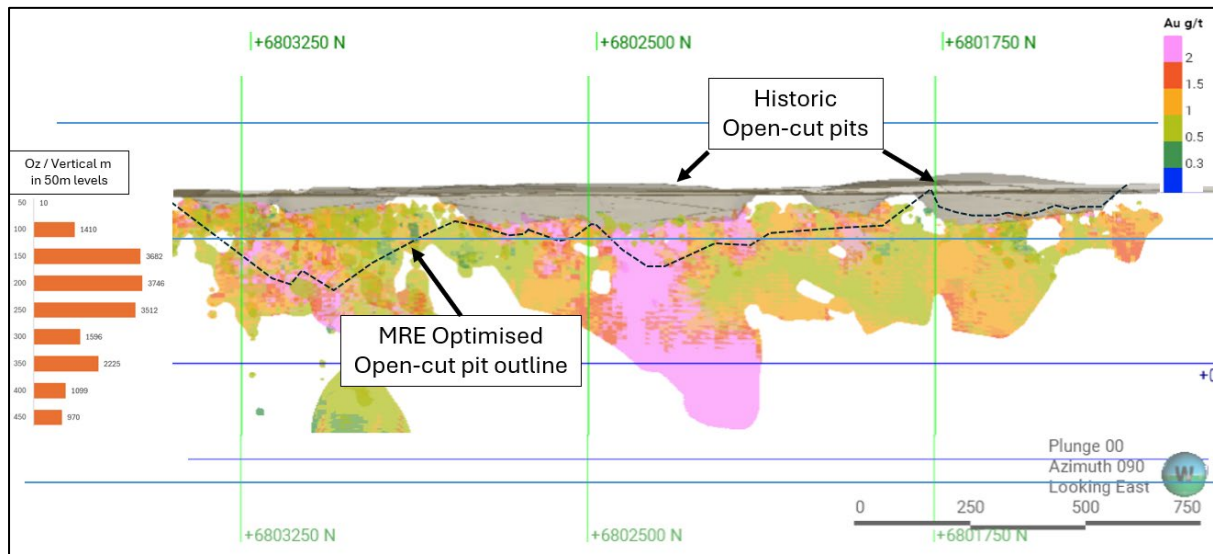 +6803250 N
+6802500 N
+6801750 N
Au g/t
2
1.5
1
0.5
0.3
Historic
Open-cut pits
Oz / Vertical m
in 50m levels
50 10
100 1410
150 3682
200 3746
250 3512
300 1596
350 2225
400 1099
450 970
MRE Optimised
Open-cut pit outline
Plunge 00
Azimuth 090
Looking East
W
0 250 500 750
+6803250 N
+6802500 N
+6801750 N